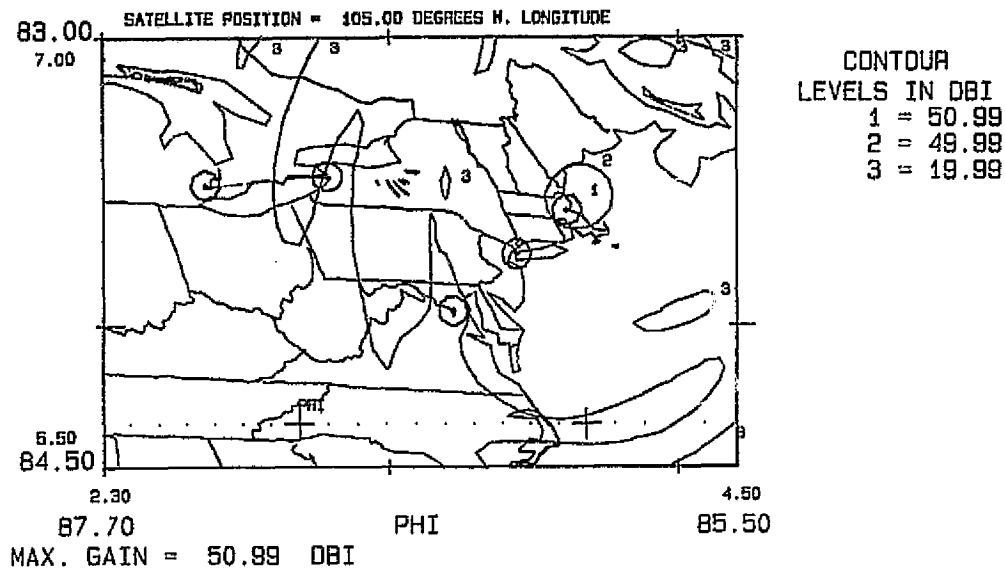 SATELLITE POSITION = 105.00 DEGREES W. LONGITUDE
83.00
7.00
3 3 3 3
CONTOUR
LEVELS IN DBI
1 = 50.99
2 = 49.99
3 = 19.99
2
1
3
3
PHI
3
5.50
84.50
2.30 4.50
87.70 PHI 85.50
MAX. GAIN = 50.99 DBI